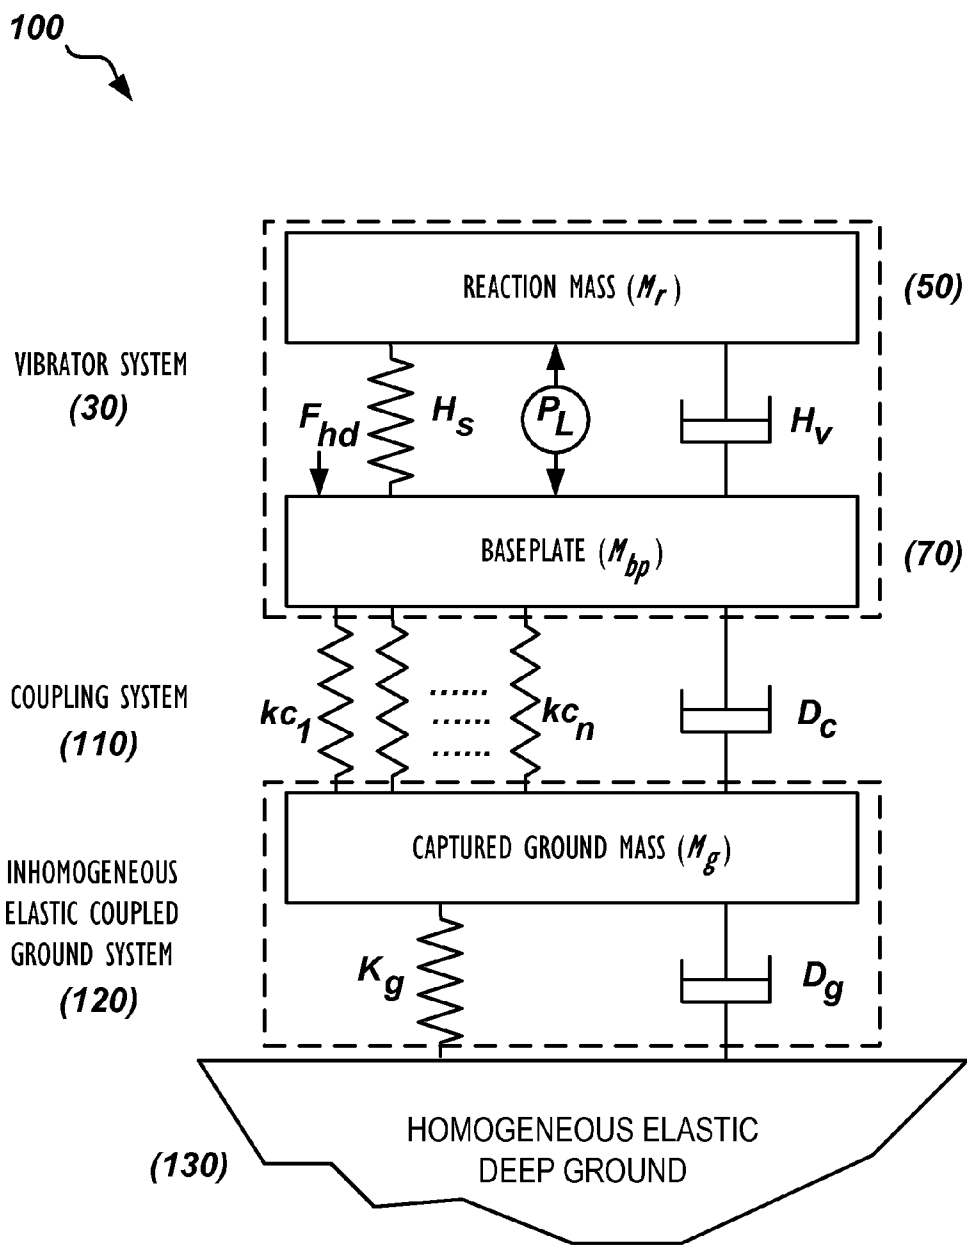 100
REACTION MASS (Mr)
(50)
VIBRATOR SYSTEM
(30)
Fhd
Hs
PL
Hv
BASEPLATE (Mbp)
(70)
COUPLING SYSTEM
(110)
kc1
......
......
......
kcn
Dc
CAPTURED GROUND MASS (Mg)
INHOMOGENEOUS
ELASTIC COUPLED
GROUND SYSTEM
(120)
Kg
Dg
HOMOGENEOUS ELASTIC
DEEP GROUND
(130)